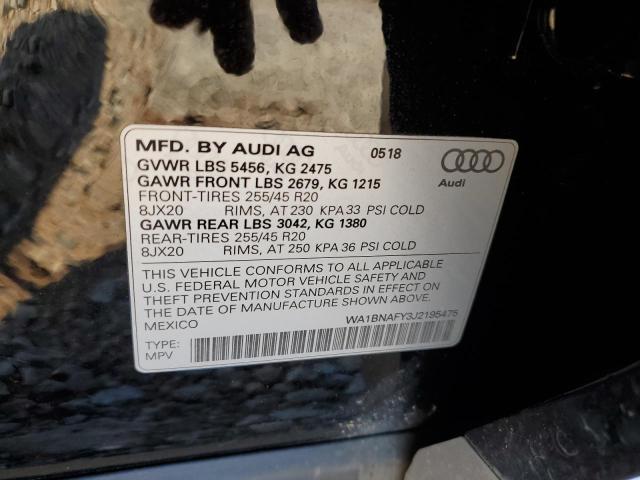 MFD. BY AUDI AG 0518
GVWR LBS 5456, KG 2475
GAWR FRONT LBS 2679, KG 1215
FRONT-TIRES 255/45 R20
8JX20 RIMS, AT 230 KPA 33 PSI COLD
GAWR REAR LBS 3042, KG 1380
REAR-TIRES 255/45 R20
8JX20 RIMS, AT 250 KPA 36 PSI COLD
Audi
THIS VEHICLE CONFORMS TO ALL APPLICABLE
U.S. FEDERAL MOTOR VEHICLE SAFETY AND
THEFT PREVENTION STANDARDS IN EFFECT ON
THE DATE OF MANUFACTURE SHOWN ABOVE.
MEXICO
WA1BNAFY3J2195475
TYPE:
MPV